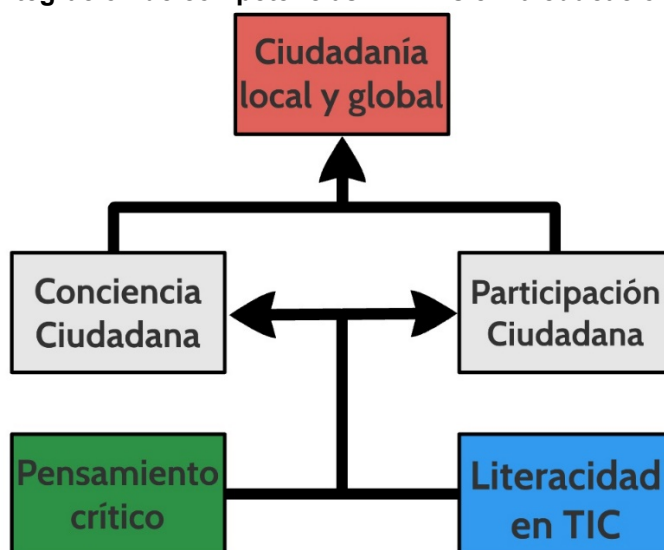 Ciudadanía
local y global
Conciencia
Ciudadana
Participación
Ciudadana
Pensamiento
crítico
Literacidad
en TIC